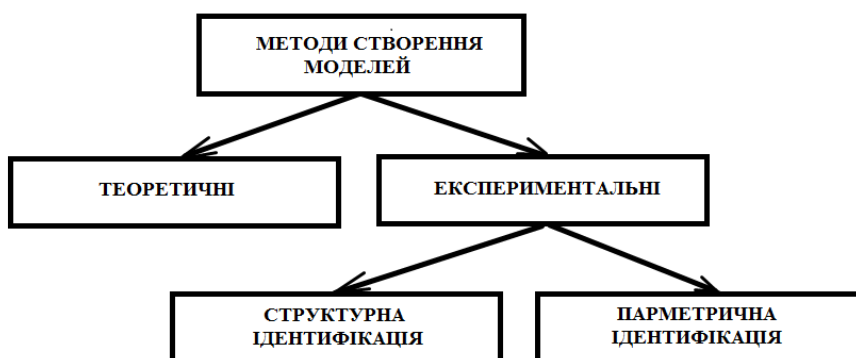 МЕТОДИ СТВОРЕННЯ
МОДЕЛЕЙ
ТЕОРЕТИЧНІ
ЕКСПЕРИМЕНТАЛЬНІ
СТРУКТУРНА
ІДЕНТИФІКАЦІЯ
ПАРМЕТРИЧНА
ІДЕНТИФІКАЦІЯ